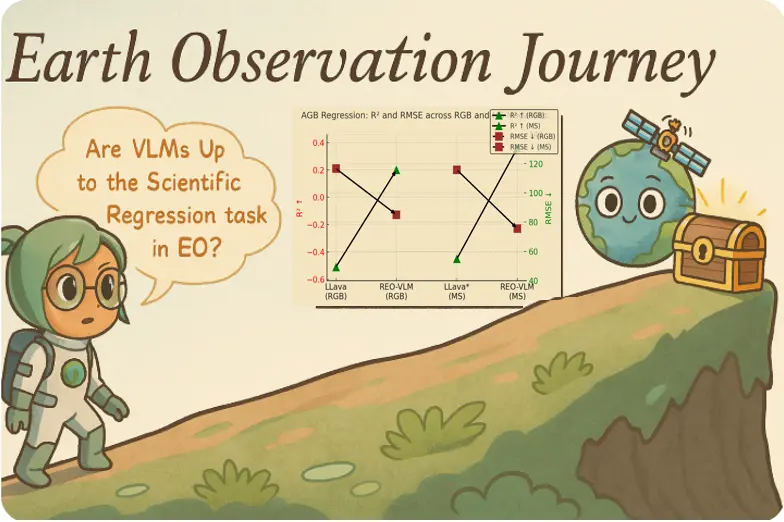 Earth Observation Journey
Are VLMs Up
to the Scientific
Regression task
in EO?
AGB Regression: R² and RMSE across RGB and
R² ↑ (RGB)
R² ↑ (MS)
RMSE ↓ (RGB)
RMSE ↓ (MS)
R² ↑
0.4
0.2
0.0
−0.2
−0.4
−0.6
120
100
80
60
40
RMSE ↓
LLava
(RGB)
REO-VLM
(RGB)
LLava*
(MS)
REO-VLM
(MS)